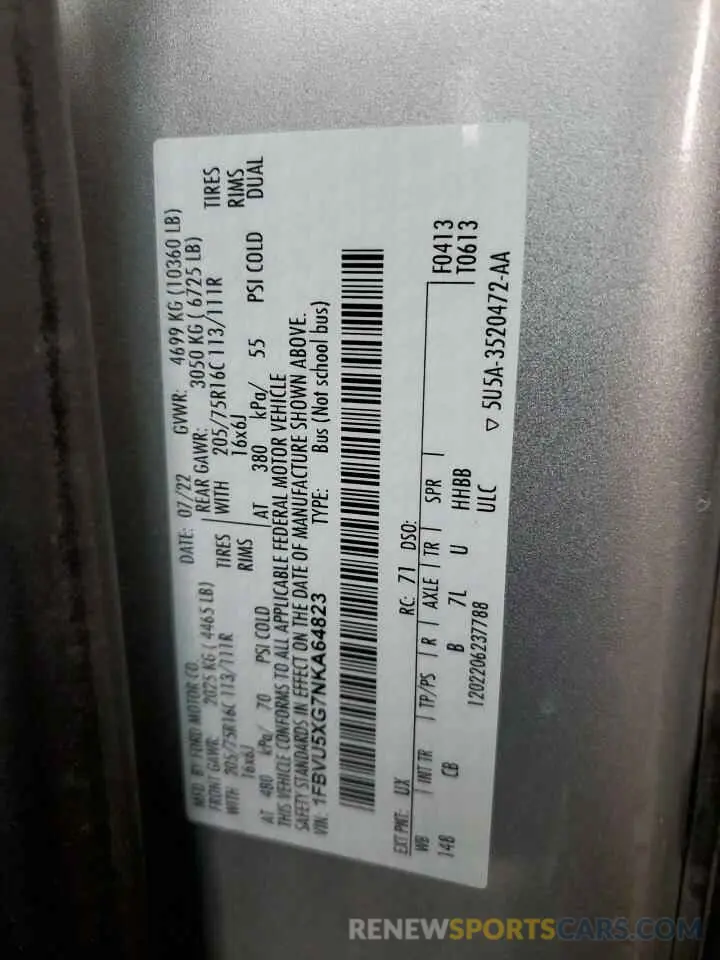 MFD. BY FORD MOTOR CO. DATE: 07/22 GVWR: 4699 KG (10360 LB)
FRONT GAWR: 2025 KG ( 4465 LB) REAR GAWR: 3050 KG ( 6725 LB)
WITH 205/75R16C 113/111R TIRES WITH 205/75R16C 113/111R TIRES
16x6J RIMS 16x6J RIMS
AT 480 kPa/ 70 PSI COLD AT 380 kPa/ 55 PSI COLD DUAL
THIS VEHICLE CONFORMS TO ALL APPLICABLE FEDERAL MOTOR VEHICLE
SAFETY STANDARDS IN EFFECT ON THE DATE OF MANUFACTURE SHOWN ABOVE.
VIN: 1FBVU5XG7NKA64823 TYPE: Bus (Not school bus)
EXT PNT: UX RC: 71 DSO:
WB INT TR TP/PS R AXLE TR SPR F0413
148 CB B 7L U HHBB T0613
1202206237788 ULC
▽ 5U5A-3520472-AA
RENEWSPORTSCARS.COM